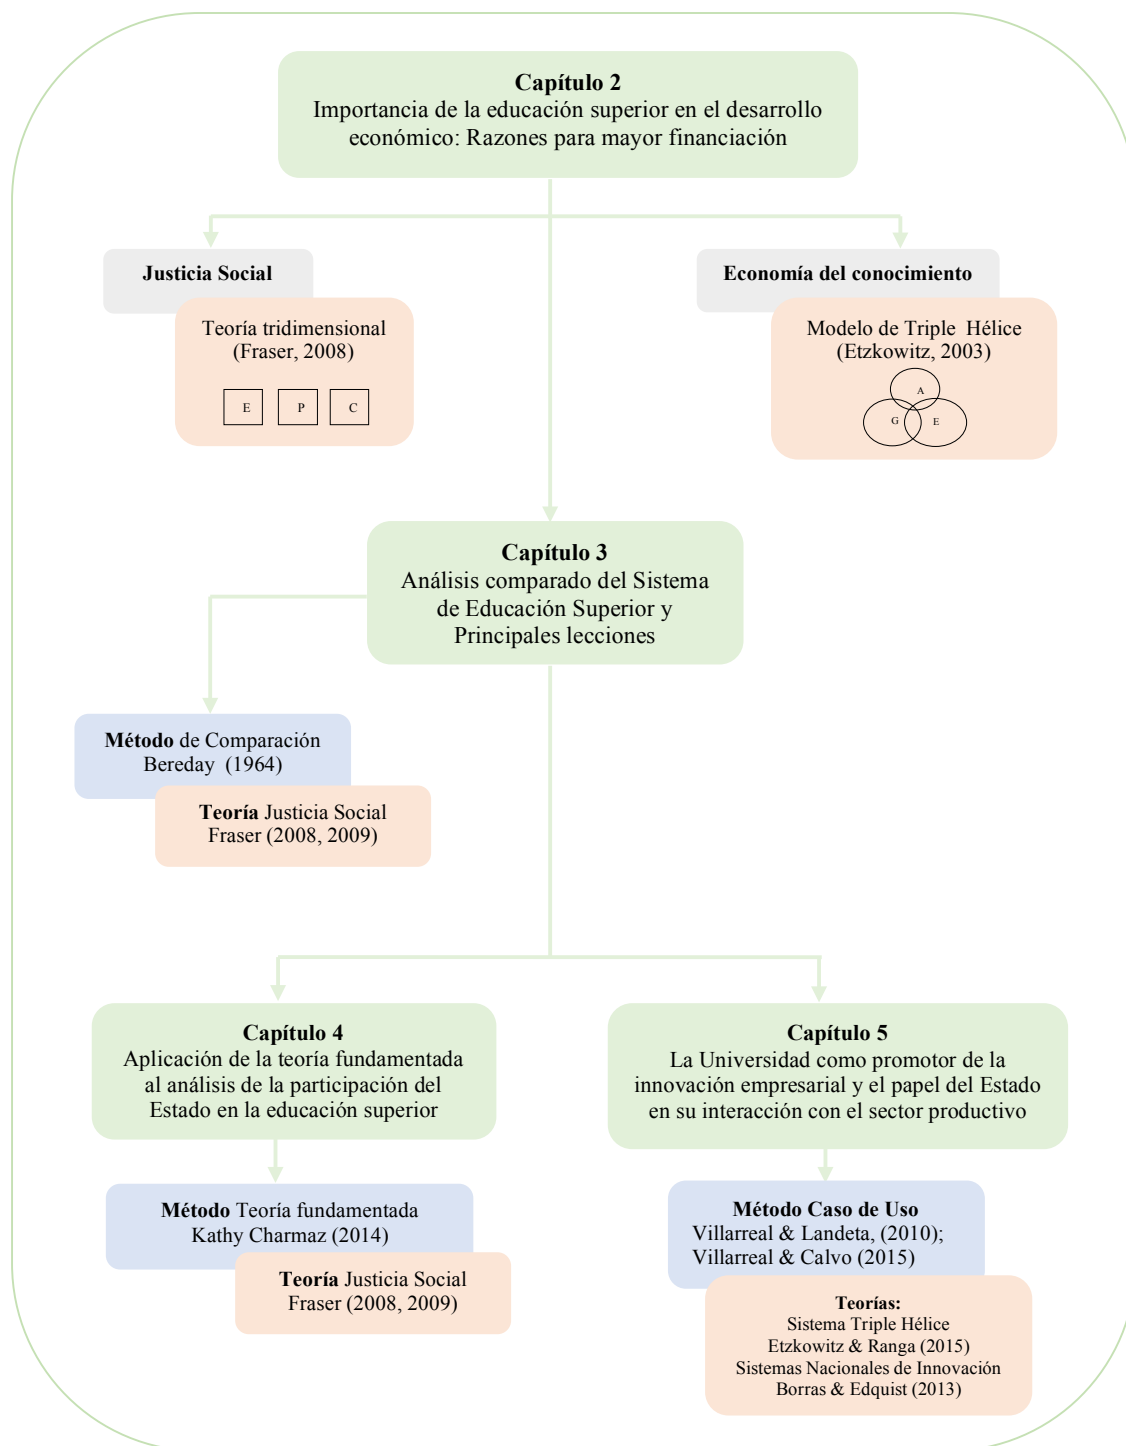 Capítulo 2
Importancia de la educación superior en el desarrollo
económico: Razones para mayor financiación
Justicia Social
Teoría tridimensional
(Fraser, 2008)
E P C
Economía del conocimiento
Modelo de Triple Hélice
(Etzkowitz, 2003)
A
G E
Capítulo 3
Análisis comparado del Sistema
de Educación Superior y
Principales lecciones
Método de Comparación
Bereday (1964)
Teoría Justicia Social
Fraser (2008, 2009)
Capítulo 4
Aplicación de la teoría fundamentada
al análisis de la participación del
Estado en la educación superior
Método Teoría fundamentada
Kathy Charmaz (2014)
Teoría Justicia Social
Fraser (2008, 2009)
Capítulo 5
La Universidad como promotor de la
innovación empresarial y el papel del Estado
en su interacción con el sector productivo
Método Caso de Uso
Villarreal & Landeta, (2010);
Villarreal & Calvo (2015)
Teorías:
Sistema Triple Hélice
Etzkowitz & Ranga (2015)
Sistemas Nacionales de Innovación
Borras & Edquist (2013)